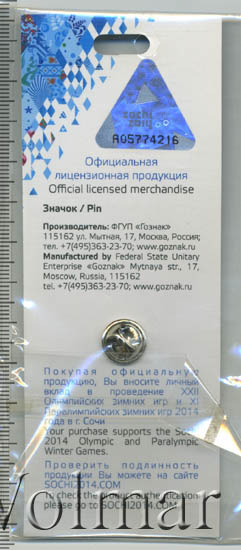 sochi
2014
A05774216
Официальная
лицензионная продукция
Official licensed merchandise
Значок / Pin
Производитель: ФГУП «Гознак»
115162 ул. Мытная, 17, Москва, Россия;
тел. +7(495)363-23-70; www.goznak.ru
Manufactured by Federal State Unitary
Enterprise «Goznak» Mytnaya str., 17,
Moscow, Russia, 115162
tel. +7(495)363-23-70; www.goznak.ru
Покупая официальную
продукцию, Вы вносите личный
вклад в проведение XXII
Олимпийских зимних игр и XI
Паралимпийских зимних игр 2014
года в г. Сочи
Your purchase supports the Sochi
2014 Olympic and Paralympic
Winter Games.
Проверить подлинность
продукции Вы можете на сайте
SOCHI2014.COM
To check the product authentication
please go to SOCHI2014.COM
Volmar